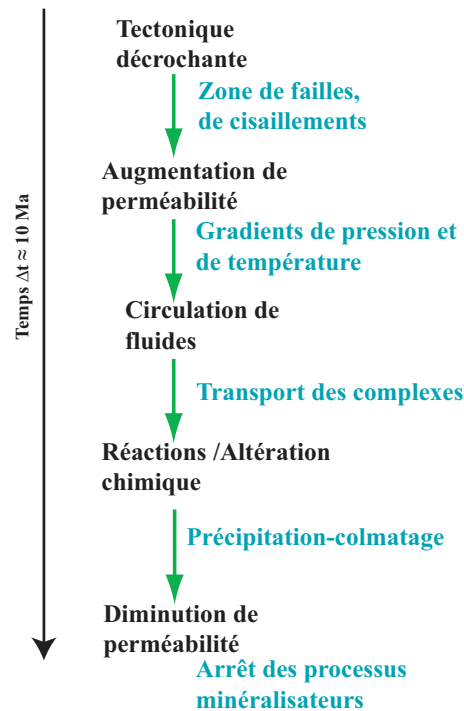 Tectonique
décrochante
Zone de failles,
de cisaillements
Augmentation de
perméabilité
Gradients de pression et
de température
Circulation de
fluides
Transport des complexes
Réactions /Altération
chimique
Précipitation-colmatage
Diminution de
perméabilité
Arrêt des processus
minéralisateurs
Temps Δt ≈ 10 Ma